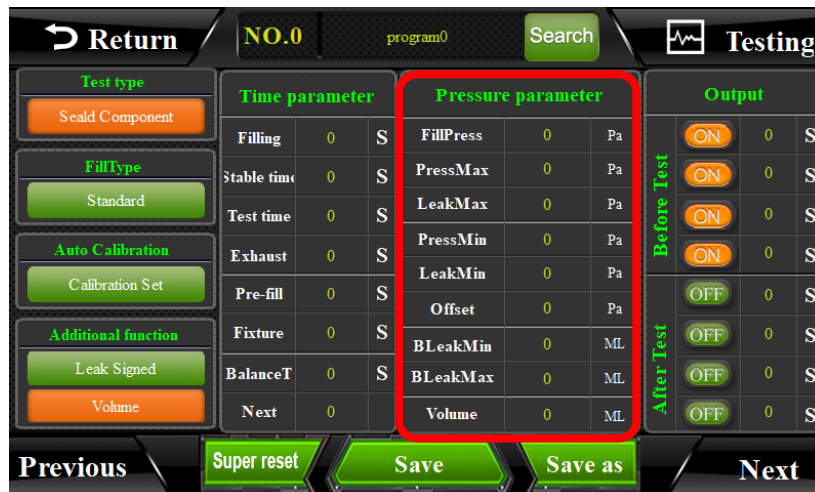 Return
NO.0
program0
Search
Testing
Test type
Seald Component
FillType
Standard
Auto Calibration
Calibration Set
Additional function
Leak Signed
Volume
Time parameter
Filling 0 S
Stable time 0 S
Test time 0 S
Exhaust 0 S
Pre-fill 0 S
Fixture 0 S
BalanceT 0 S
Next 0
Pressure parameter
FillPress 0 Pa
PressMax 0 Pa
LeakMax 0 Pa
PressMin 0 Pa
LeakMin 0 Pa
Offset 0 Pa
BLeakMin 0 ML
BLeakMax 0 ML
Volume 0 ML
Output
Before Test
ON 0 S
ON 0 S
ON 0 S
ON 0 S
After Test
OFF 0 S
OFF 0 S
OFF 0 S
OFF 0 S
Previous
Super reset
Save
Save as
Next